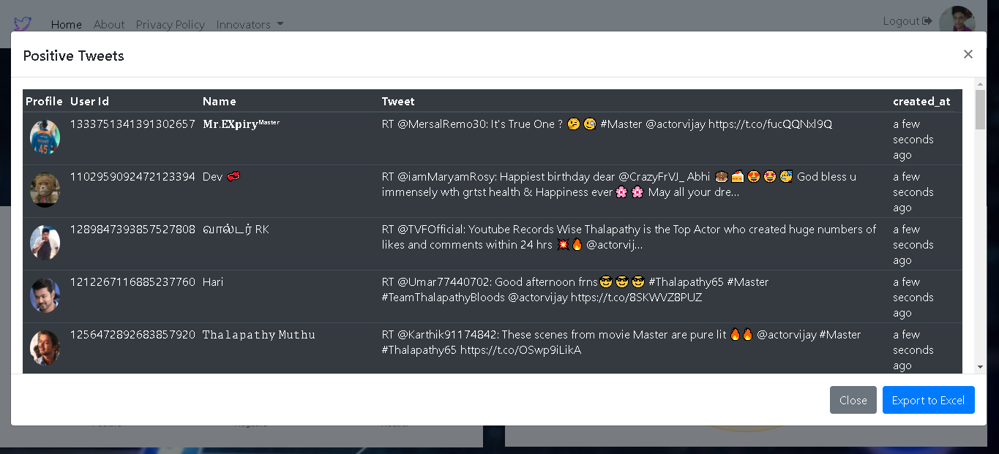 Home About Privacy Policy Innovators Logout
Positive Tweets ×
Profile User Id Name Tweet created_at
1333751341391302657 Mr.EXpiryᴹᵃˢᵗᵉʳ RT @MersalRemo30: It's True One ? 🤔 🧐 #Master @actorvijay https://t.co/fucQQNxl9Q a few
seconds
ago
1102959092472123394 Dev 💞 RT @iamMaryamRosy: Happiest birthday dear @CrazyFrVJ_ Abhi 🎂 🍰 😍 🤩 🥳 God bless u a few
immensely wth grtst health & Happiness ever 🌸 🌸 May all your dre... seconds
ago
1289847393857527808 வால்டர் RK RT @TVFOfficial: Youtube Records Wise Thalapathy is the Top Actor who created huge numbers of a few
likes and comments within 24 hrs 💥 🔥 @actorvij... seconds
ago
1212267116885237760 Hari RT @Umar77440702: Good afternoon frns😎 😎 😎 #Thalapathy65 #Master a few
#TeamThalapathyBloods @actorvijay https://t.co/8SKWVZ8PUZ seconds
ago
1256472892683857920 Thalapathy Muthu RT @Karthik91174842: These scenes from movie Master are pure lit 🔥🔥 @actorvijay #Master a few
#Thalapathy65 https://t.co/OSwp9iLikA seconds
ago
Close Export to Excel